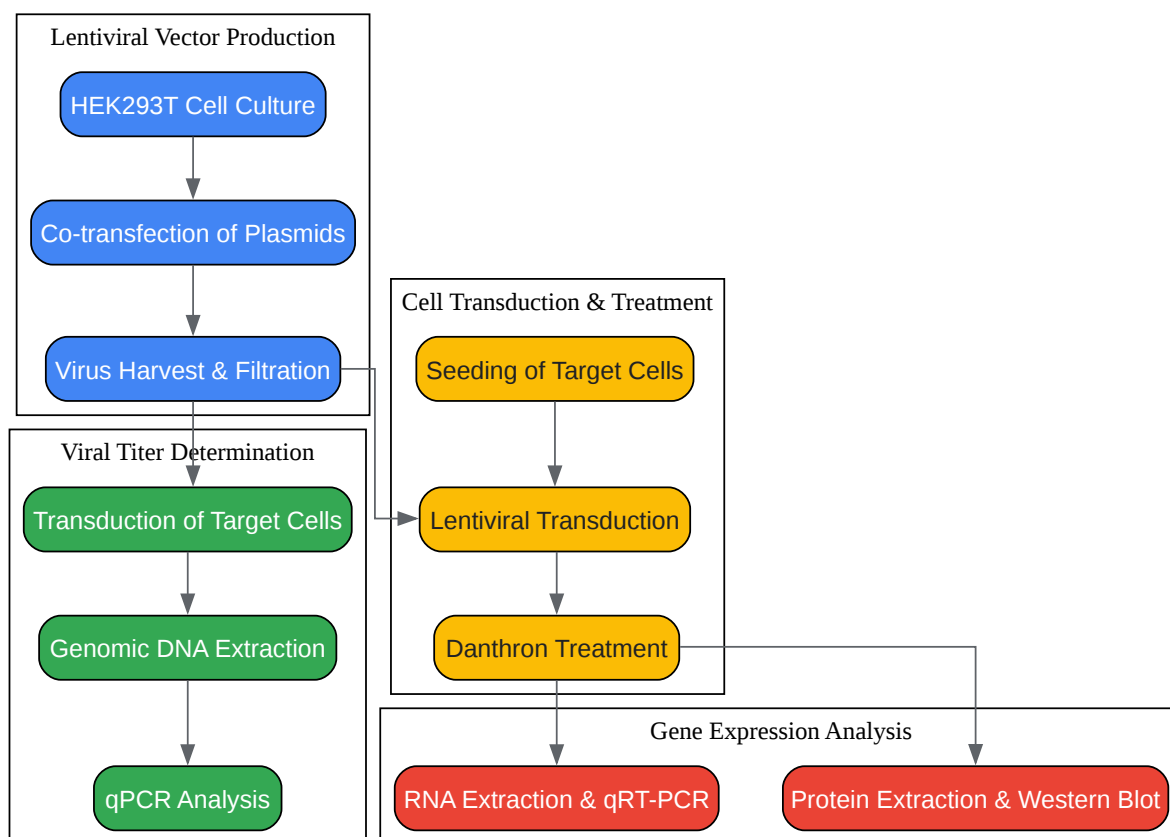 Lentiviral Vector Production
HEK293T Cell Culture
Co-transfection of Plasmids
Virus Harvest & Filtration
Cell Transduction & Treatment
Seeding of Target Cells
Lentiviral Transduction
Danthron Treatment
Viral Titer Determination
Transduction of Target Cells
Genomic DNA Extraction
qPCR Analysis
Gene Expression Analysis
RNA Extraction & qRT-PCR
Protein Extraction & Western Blot